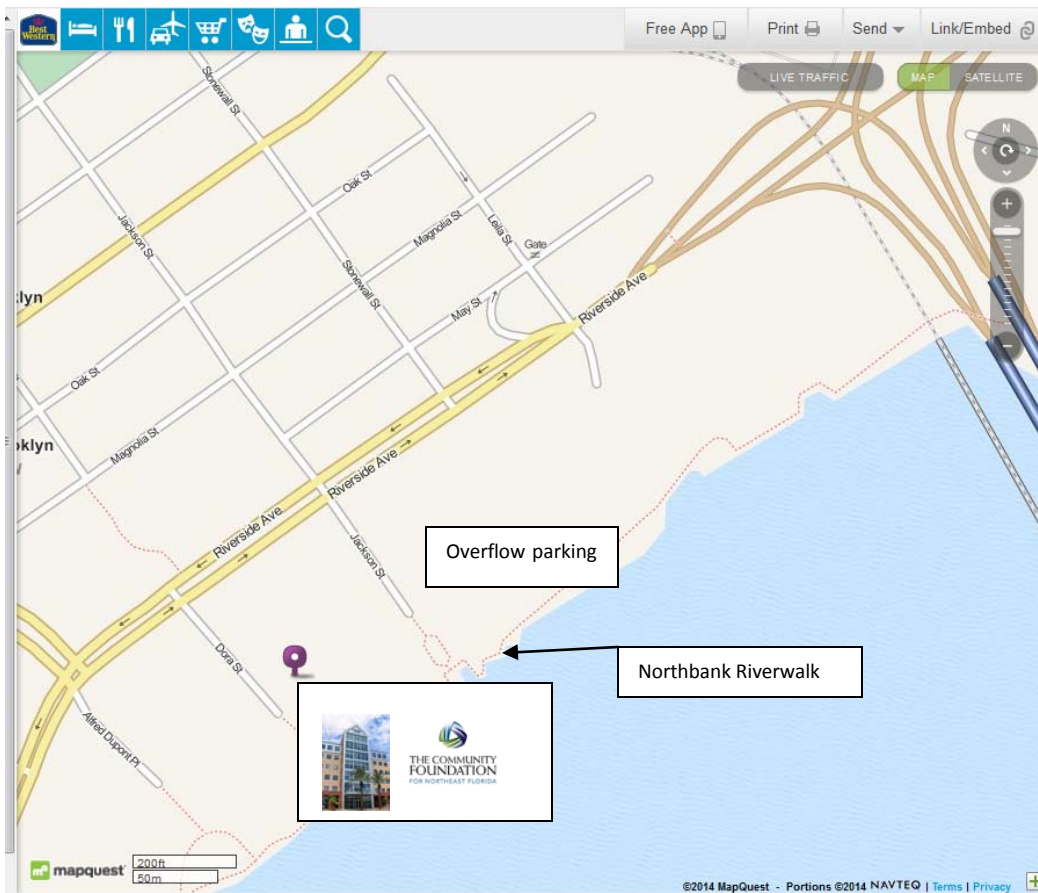 Best
Western
Free App
Print
Send
Link/Embed
LIVE TRAFFIC
MAP
SATELLITE
N
Stonewall St
Oak St
Jackson St
Magnolia St
Leila St
Gate
Stonewall St
May St
Riverside Ave
Oak St
Magnolia St
oklyn
Riverside Ave
Riverside Ave
Jackson St
Overflow parking
Dora St
Northbank Riverwalk
Alfred Dupont Pl
THE COMMUNITY
FOUNDATION
FOR NORTHEAST FLORIDA
mapquest
200ft
50m
©2014 MapQuest - Portions ©2014 NAVTEQ | Terms | Privacy